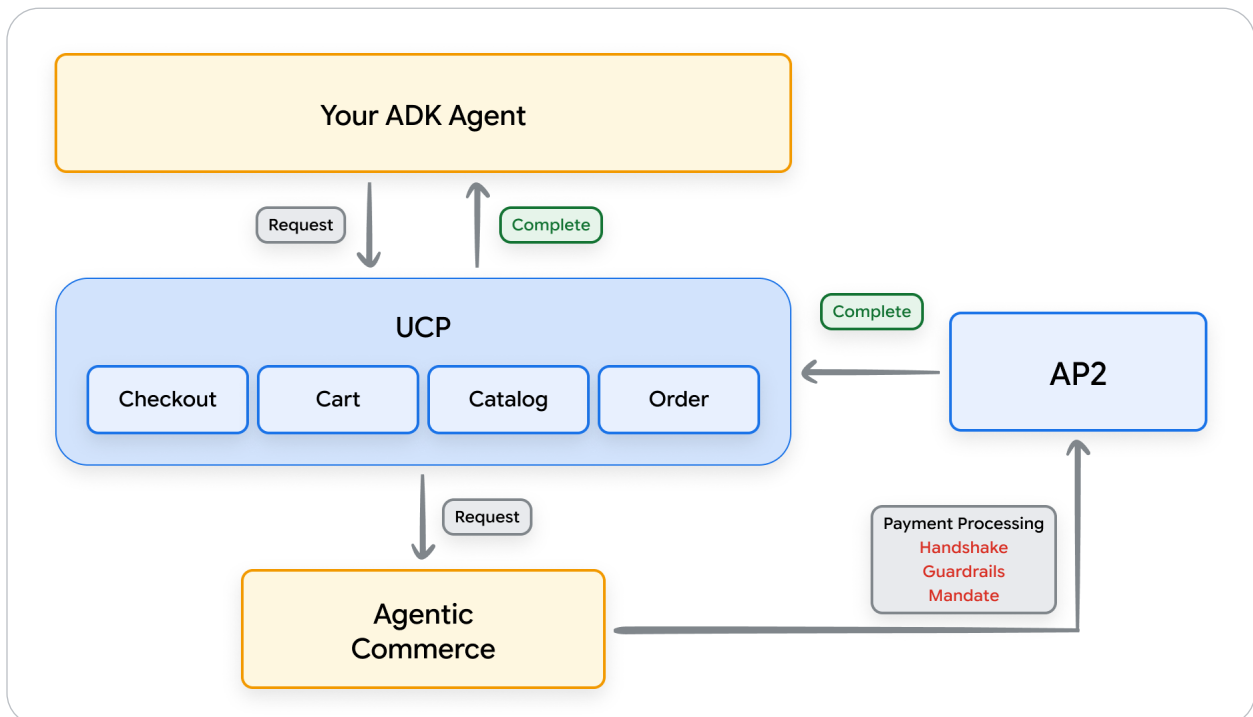 Your ADK Agent
Request
Complete
UCP
Checkout
Cart
Catalog
Order
Complete
AP2
Request
Payment Processing
Handshake
Guardrails
Mandate
Agentic
Commerce